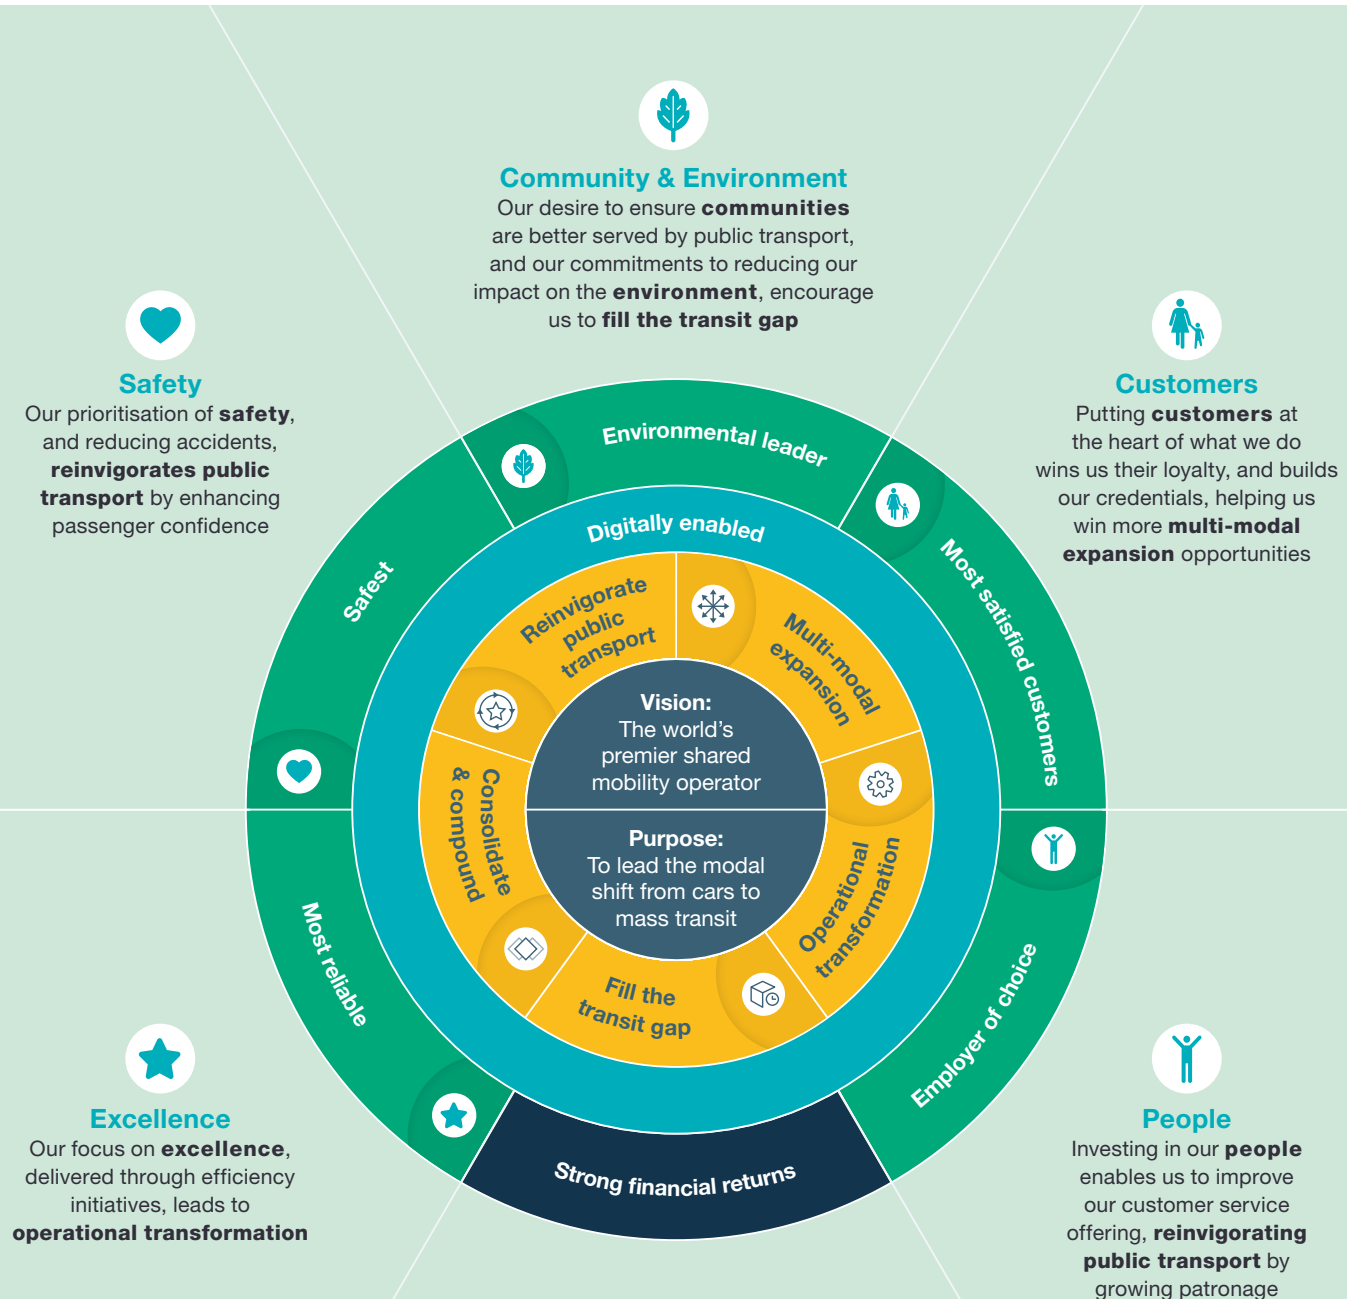 Community & Environment
Our desire to ensure communities
are better served by public transport,
and our commitments to reducing our
impact on the environment, encourage
us to fill the transit gap
Safety
Our prioritisation of safety,
and reducing accidents,
reinvigorates public
transport by enhancing
passenger confidence
Customers
Putting customers at
the heart of what we do
wins us their loyalty, and builds
our credentials, helping us
win more multi-modal
expansion opportunities
Environmental leader
Most satisfied customers
Employer of choice
Strong financial returns
Most reliable
Safest
Digitally enabled
Reinvigorate
public
transport
Multi-modal
expansion
Operational
transformation
Fill the
transit gap
Consolidate
& compound
Vision:
The world’s
premier shared
mobility operator
Purpose:
To lead the modal
shift from cars to
mass transit
Excellence
Our focus on excellence,
delivered through efficiency
initiatives, leads to
operational transformation
People
Investing in our people
enables us to improve
our customer service
offering, reinvigorating
public transport by
growing patronage